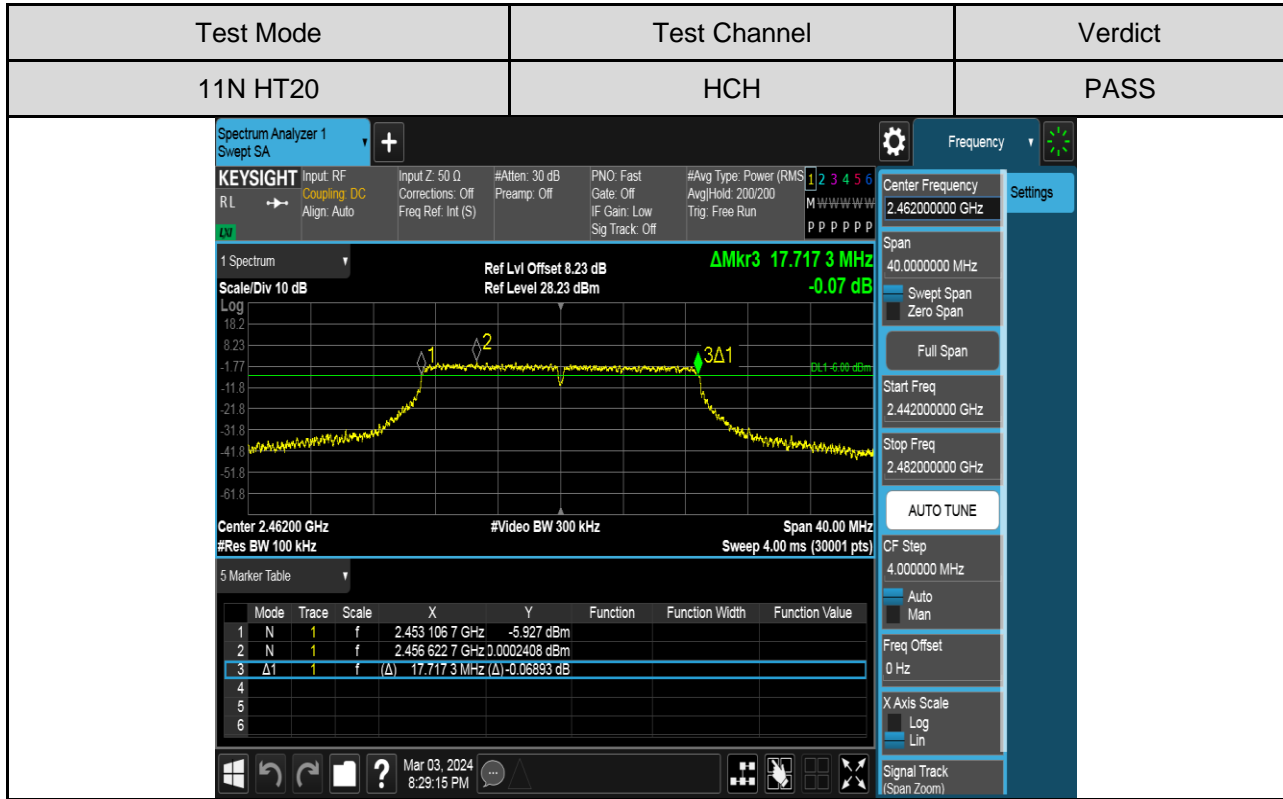 Test Mode Test Channel Verdict
11N HT20 HCH PASS
Spectrum Analyzer 1
Swept SA
+
Frequency
KEYSIGHT
RL
LXI
Input: RF
Coupling: DC
Align: Auto
Input Z: 50 Ω
Corrections: Off
Freq Ref: Int (S)
#Atten: 30 dB
Preamp: Off
PNO: Fast
Gate: Off
IF Gain: Low
Sig Track: Off
#Avg Type: Power (RMS
Avg|Hold: 200/200
Trig: Free Run
1 2 3 4 5 6
M W W W W W
P P P P P P
1 Spectrum
Scale/Div 10 dB
Ref Lvl Offset 8.23 dB
Ref Level 28.23 dBm
ΔMkr3 17.717 3 MHz
-0.07 dB
Log
18.2
8.23
-1.77
-11.8
-21.8
-31.8
-41.8
-51.8
-61.8
1
2
3Δ1
DL1 -6.00 dBm
Center 2.46200 GHz
#Video BW 300 kHz
Span 40.00 MHz
#Res BW 100 kHz
Sweep 4.00 ms (30001 pts)
5 Marker Table
Mode Trace Scale X Y Function Function Width Function Value
1 N 1 f 2.453 106 7 GHz -5.927 dBm
2 N 1 f 2.456 622 7 GHz 0.0002408 dBm
3 Δ1 1 f (Δ) 17.717 3 MHz (Δ) -0.06893 dB
4
5
6
Center Frequency
2.462000000 GHz
Settings
Span
40.0000000 MHz
Swept Span
Zero Span
Full Span
Start Freq
2.442000000 GHz
Stop Freq
2.482000000 GHz
AUTO TUNE
CF Step
4.000000 MHz
Auto
Man
Freq Offset
0 Hz
X Axis Scale
Log
Lin
Signal Track
(Span Zoom)
?
Mar 03, 2024
8:29:15 PM